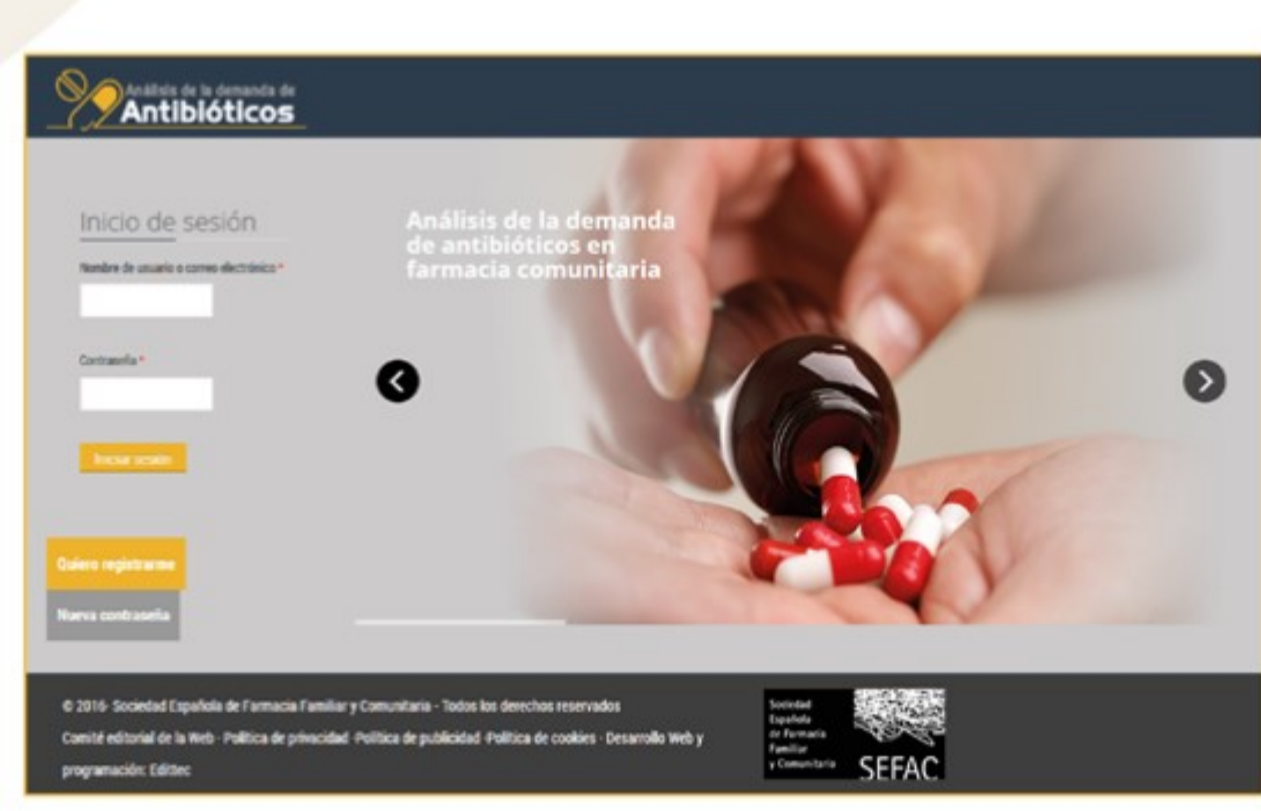 Análisis de la demanda de
Antibióticos
Inicio de sesión
Nombre de usuario o correo electrónico *
Contraseña *
Iniciar sesión
Quiero registrarme
Nueva contraseña
Análisis de la demanda
de antibióticos en
farmacia comunitaria
© 2016- Sociedad Española de Farmacia Familiar y Comunitaria - Todos los derechos reservados
Comité editorial de la Web - Política de privacidad -Política de publicidad -Política de cookies - Desarrollo Web y
programación: Edittec
Sociedad
Española
de Farmacia
Familiar
y Comunitaria
SEFAC